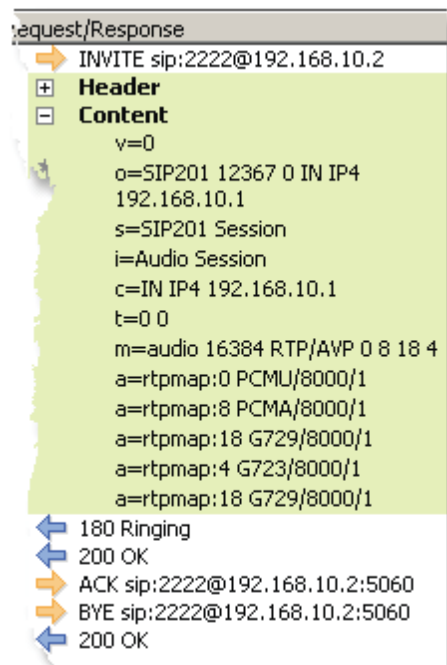 equest/Response
INVITE sip:2222@192.168.10.2
Header
Content
v=0
o=SIP201 12367 0 IN IP4
192.168.10.1
s=SIP201 Session
i=Audio Session
c=IN IP4 192.168.10.1
t=0 0
m=audio 16384 RTP/AVP 0 8 18 4
a=rtpmap:0 PCMU/8000/1
a=rtpmap:8 PCMA/8000/1
a=rtpmap:18 G729/8000/1
a=rtpmap:4 G723/8000/1
a=rtpmap:18 G729/8000/1
180 Ringing
200 OK
ACK sip:2222@192.168.10.2:5060
BYE sip:2222@192.168.10.2:5060
200 OK